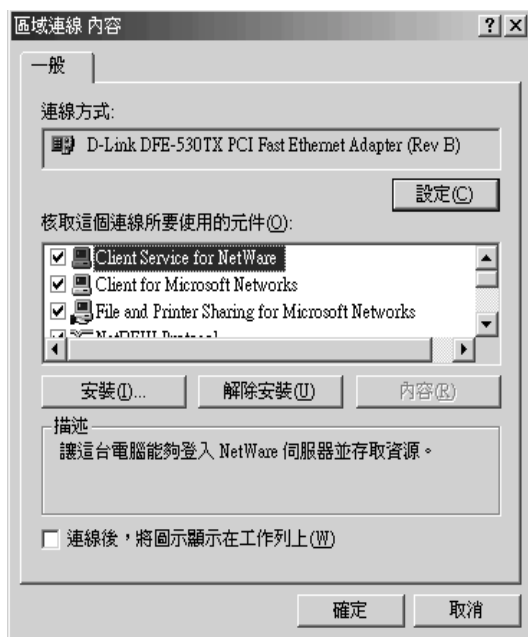 區域連線 內容
一般
連線方式:
D-Link DFE-530TX PCI Fast Ethernet Adapter (Rev B)
設定(C)
核取這個連線所要使用的元件(O):
Client Service for NetWare
Client for Microsoft Networks
File and Printer Sharing for Microsoft Networks
NetBEUI Protocol
安裝(I)...
解除安裝(U)
內容(R)
描述
讓這台電腦能夠登入 NetWare 伺服器並存取資源。
連線後，將圖示顯示在工作列上(W)
確定
取消